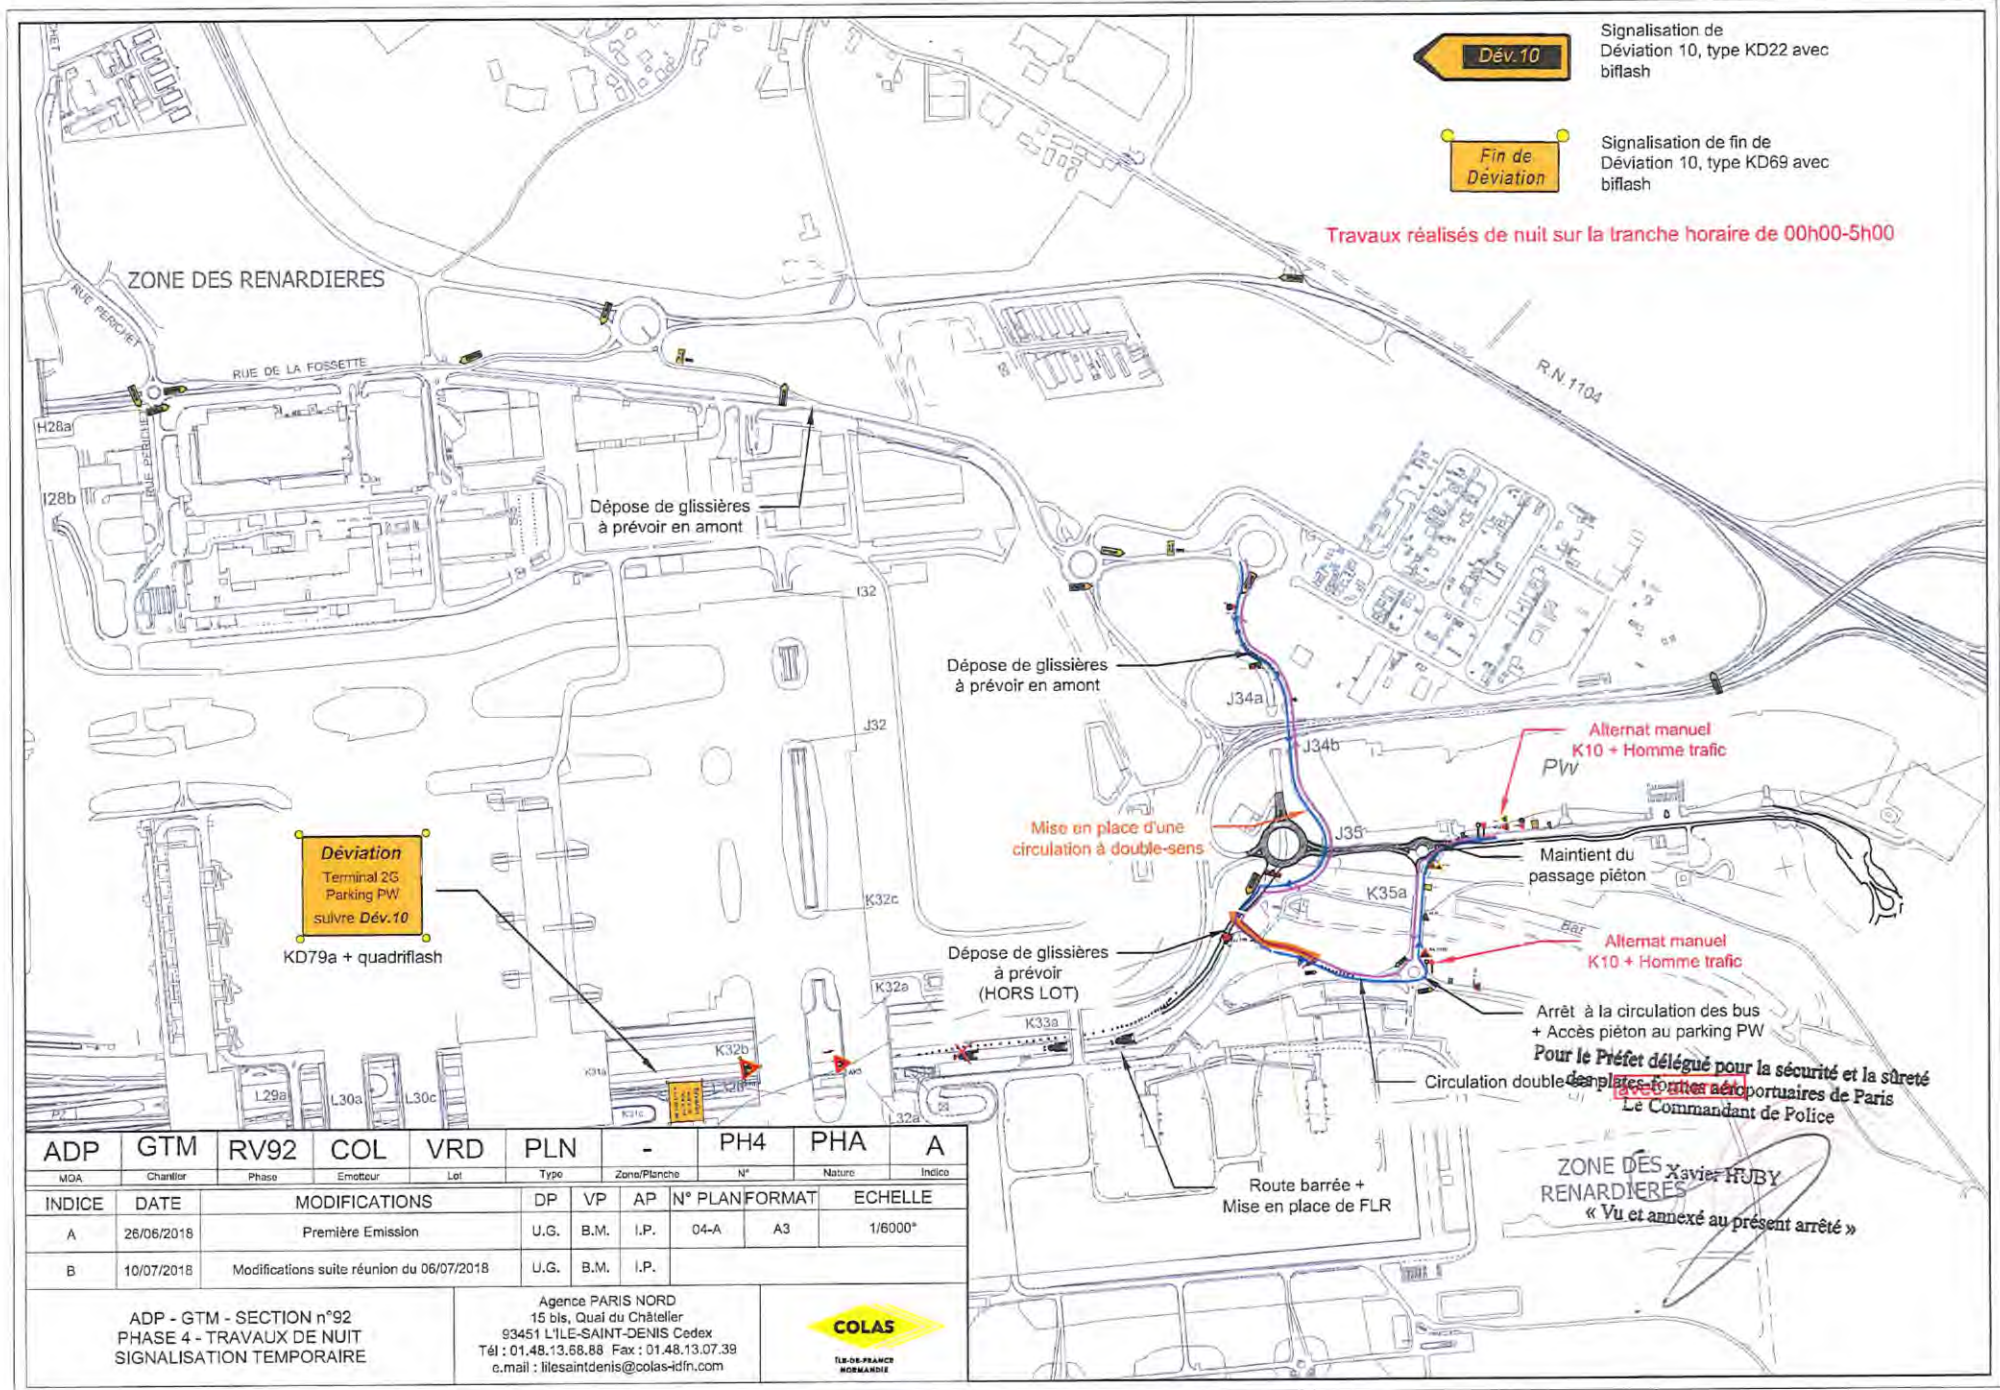 Dév.10
Signalisation de
Déviation 10, type KD22 avec
biflash
Fin de
Déviation
Signalisation de fin de
Déviation 10, type KD69 avec
biflash
Travaux réalisés de nuit sur la tranche horaire de 00h00-5h00
ZONE DES RENARDIERES
RUE PERICHET
RUE DE LA FOSSETTE
R.N.1104
H28a
I28b
Dépose de glissières
à prévoir en amont
I32
Dépose de glissières
à prévoir en amont
J34a
J32
J34b
Alternat manuel
K10 + Homme trafic
PW
Mise en place d'une
circulation à double-sens
J35
Maintient du
passage piéton
Déviation
Terminal 2G
Parking PW
suivre Dév.10
KD79a + quadriflash
K32c
K35a
Bar
Dépose de glissières
à prévoir
(HORS LOT)
Alternat manuel
K10 + Homme trafic
K32a
K33a
Arrêt à la circulation des bus
+ Accès piéton au parking PW
K32b
K31a
L29a
L30a
L30c
K31c
L32a
Circulation double-sens
Pour le Préfet délégué pour la sécurité et la sûreté
des plates-formes aéroportuaires de Paris
Le Commandant de Police
Route barrée +
Mise en place de FLR
ZONE DES
RENARDIERES
Xavier HUBY
« Vu et annexé au présent arrêté »
ADP GTM RV92 COL VRD PLN - PH4 PHA A
MOA Chantier Phase Emetteur Lot Type Zone/Planche N° Nature Indice
INDICE DATE MODIFICATIONS DP VP AP N° PLAN FORMAT ECHELLE
A 26/06/2018 Première Emission U.G. B.M. I.P. 04-A A3 1/6000°
B 10/07/2018 Modifications suite réunion du 06/07/2018 U.G. B.M. I.P.
ADP - GTM - SECTION n°92
PHASE 4 - TRAVAUX DE NUIT
SIGNALISATION TEMPORAIRE
Agence PARIS NORD
15 bis, Quai du Châtelier
93451 L'ILE-SAINT-DENIS Cedex
Tél : 01.48.13.68.88 Fax : 01.48.13.07.39
e.mail : lilesaintdenis@colas-idfn.com
COLAS
ÎLE-DE-FRANCE
NORMANDIE